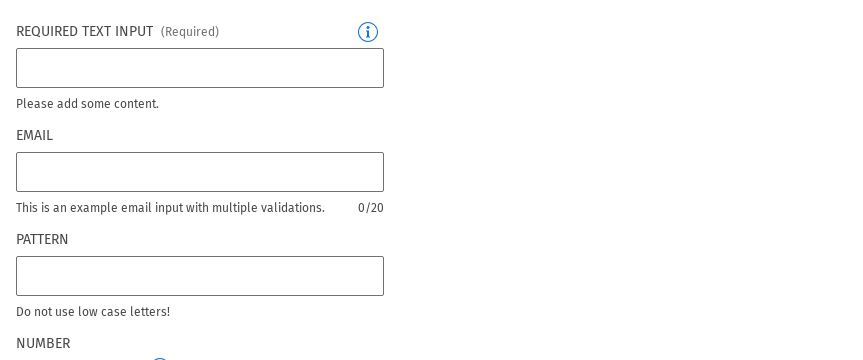 REQUIRED TEXT INPUT (Required)
Please add some content.
EMAIL
This is an example email input with multiple validations. 0/20
PATTERN
Do not use low case letters!
NUMBER